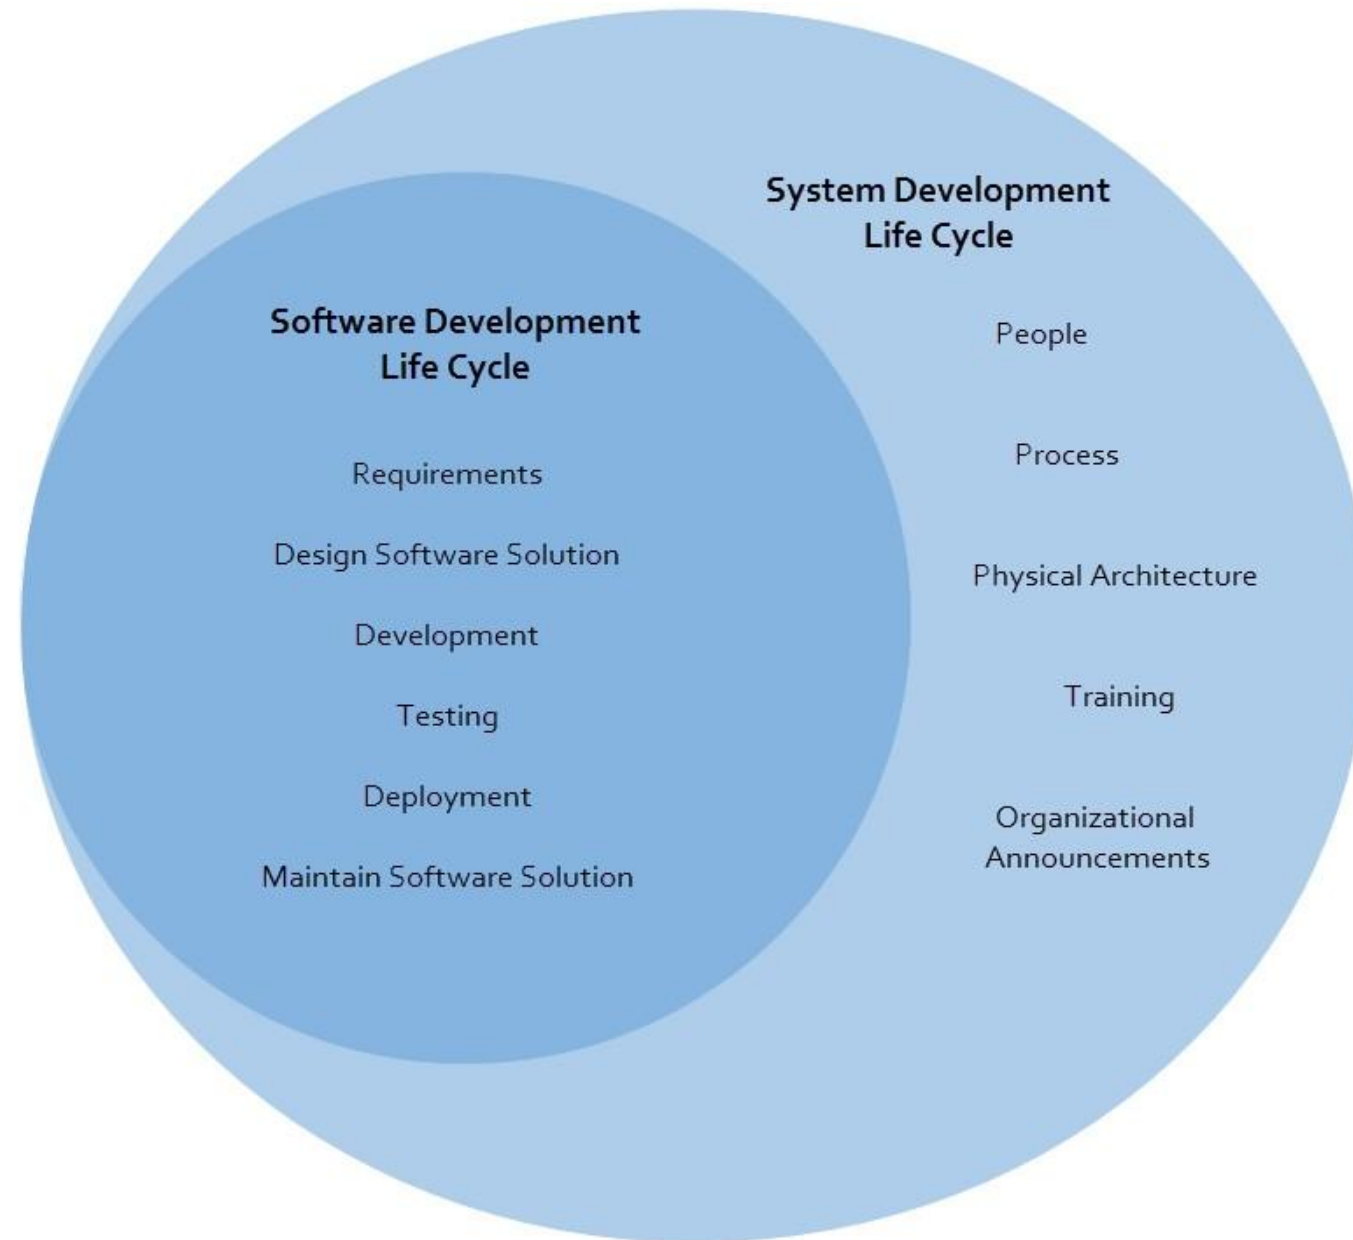 System Development
Life Cycle
People
Process
Physical Architecture
Training
Organizational
Announcements
Software Development
Life Cycle
Requirements
Design Software Solution
Development
Testing
Deployment
Maintain Software Solution